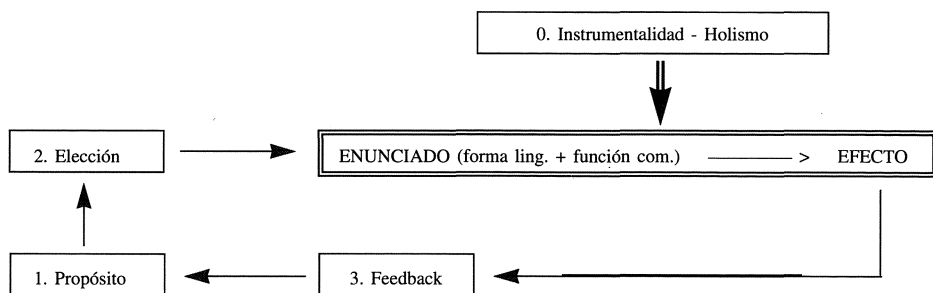 0. Instrumentalidad - Holismo
2. Elección
ENUNCIADO (forma ling. + función com.) ————— > EFECTO
1. Propósito
3. Feedback